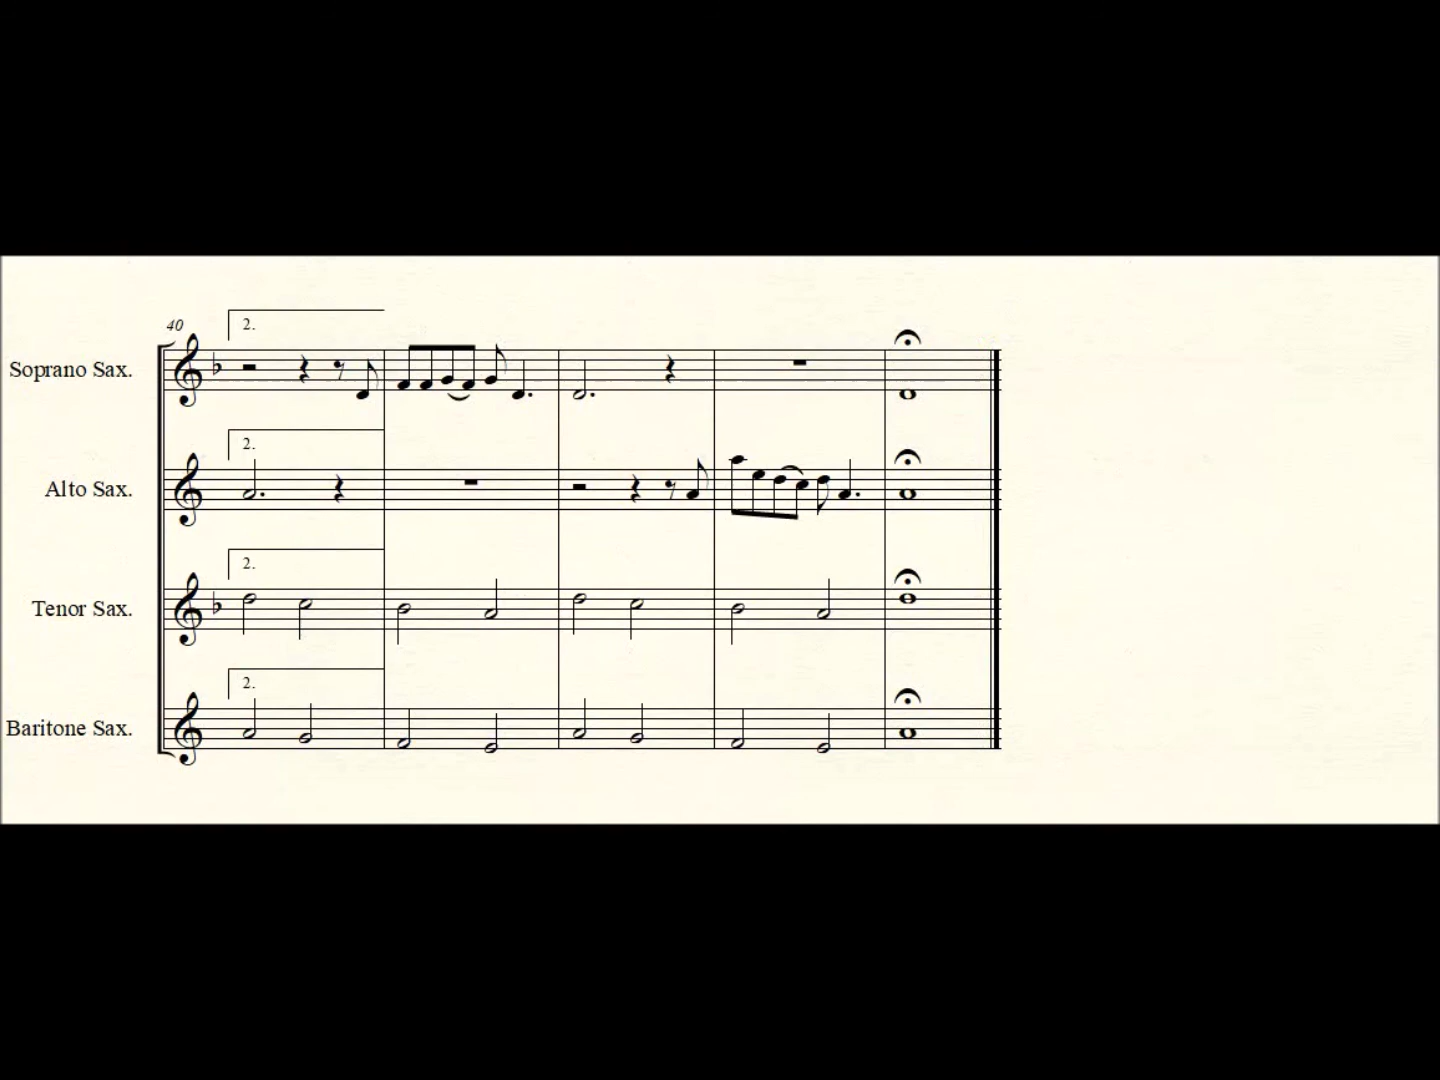 40
2.
Soprano Sax.
2.
Alto Sax.
2.
Tenor Sax.
2.
Baritone Sax.